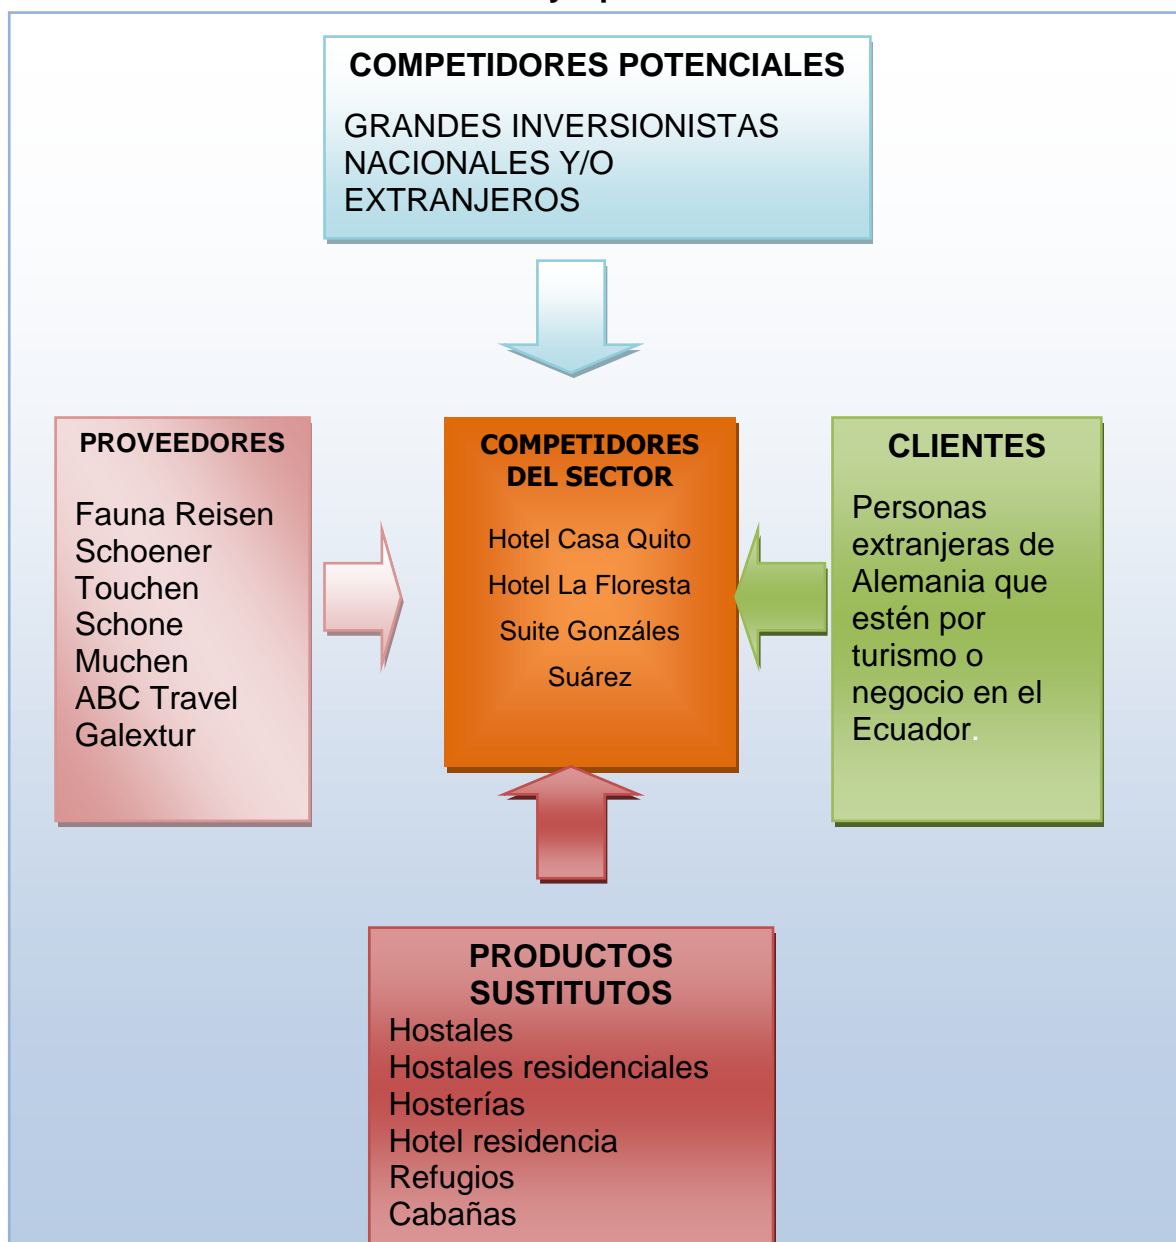 COMPETIDORES POTENCIALES
GRANDES INVERSIONISTAS
NACIONALES Y/O
EXTRANJEROS
PROVEEDORES
Fauna Reisen
Schoener
Touchen
Schone
Muchen
ABC Travel
Galextur
COMPETIDORES
DEL SECTOR
Hotel Casa Quito
Hotel La Floresta
Suite Gonzáles
Suárez
CLIENTES
Personas
extranjeras de
Alemania que
estén por
turismo o
negocio en el
Ecuador.
PRODUCTOS
SUSTITUTOS
Hostales
Hostales residenciales
Hosterías
Hotel residencia
Refugios
Cabañas